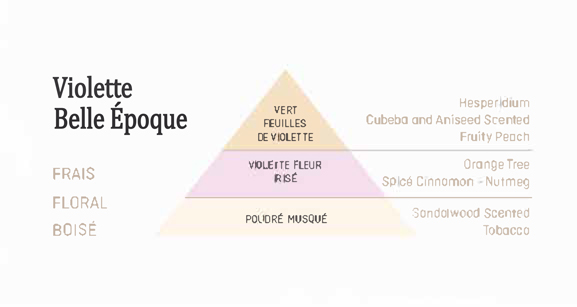 Violette
Belle Époque
FRAIS
FLORAL
BOISÉ
VERT
FEUILLES
DE VIOLETTE
VIOLETTE FLEUR
IRISÉ
POUDRÉ MUSQUÉ
Hesperidium
Cubeba and Aniseed Scented
Fruity Peach
Orange Tree
Spice Cinnamon - Nutmeg
Sandalwood Scented
Tobacco